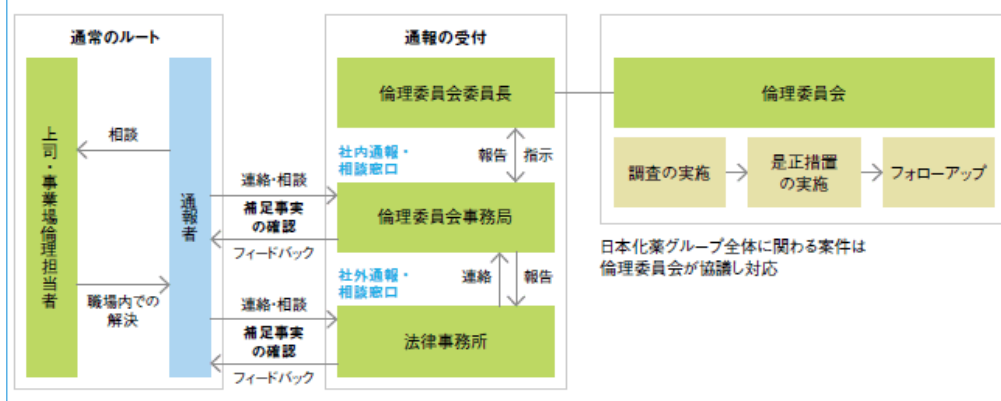 通常のルート
上司・事業場倫理担当者
相談
職場内での
解決
通報者
連絡・相談
補足事実
の確認
フィードバック
連絡・相談
補足事実
の確認
フィードバック
通報の受付
倫理委員会委員長
社内通報・
相談窓口
報告
指示
倫理委員会事務局
社外通報・
相談窓口
連絡
報告
法律事務所
倫理委員会
調査の実施
是正措置
の実施
フォローアップ
日本化薬グループ全体に関わる案件は
倫理委員会が協議し対応